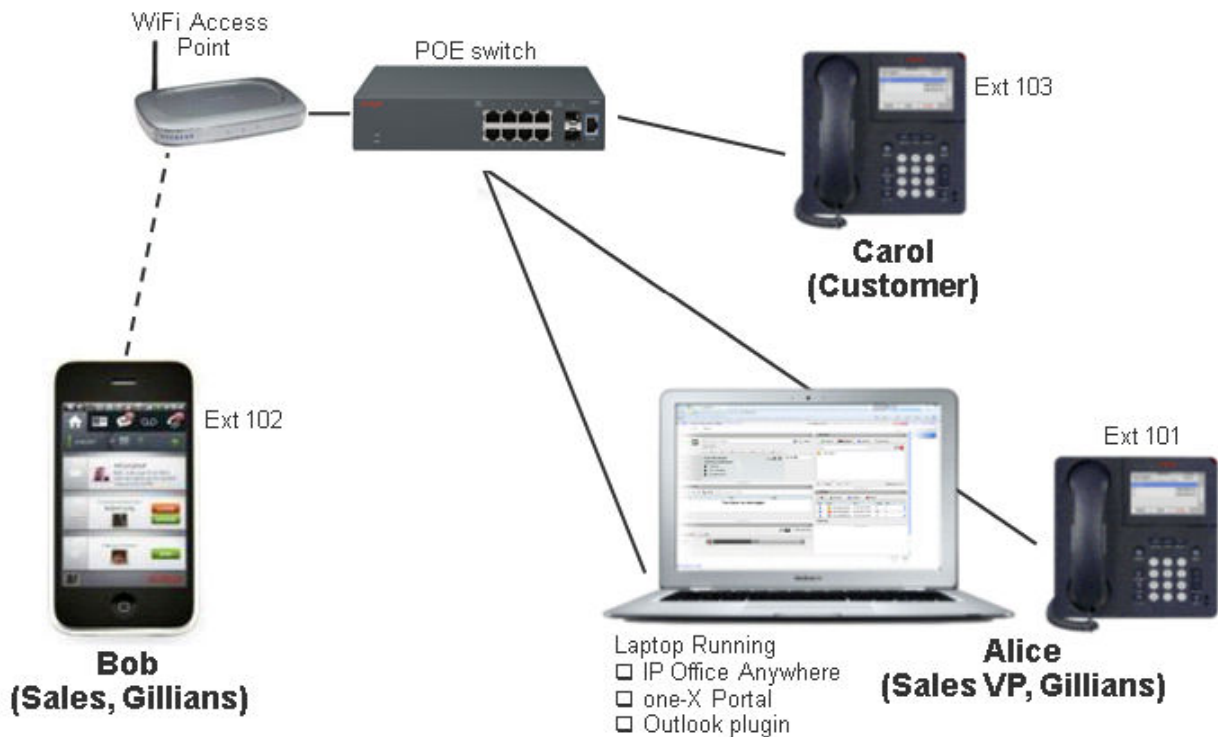 WiFi Access
Point
POE switch
Ext 103
Carol
(Customer)
Ext 102
Ext 101
Bob
(Sales, Gillians)
Laptop Running
☐ IP Office Anywhere
☐ one-X Portal
☐ Outlook plugin
Alice
(Sales VP, Gillians)